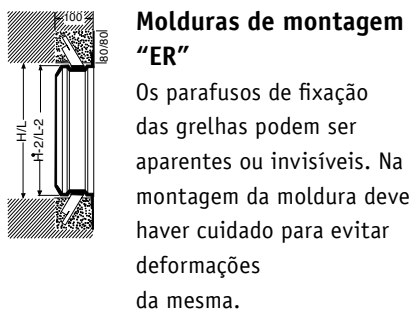 100
80/80
H/L
H-2/L-2
Molduras de montagem
“ER”
Os parafusos de fixação
das grelhas podem ser
aparentes ou invisíveis. Na
montagem da moldura deve
haver cuidado para evitar
deformações
da mesma.